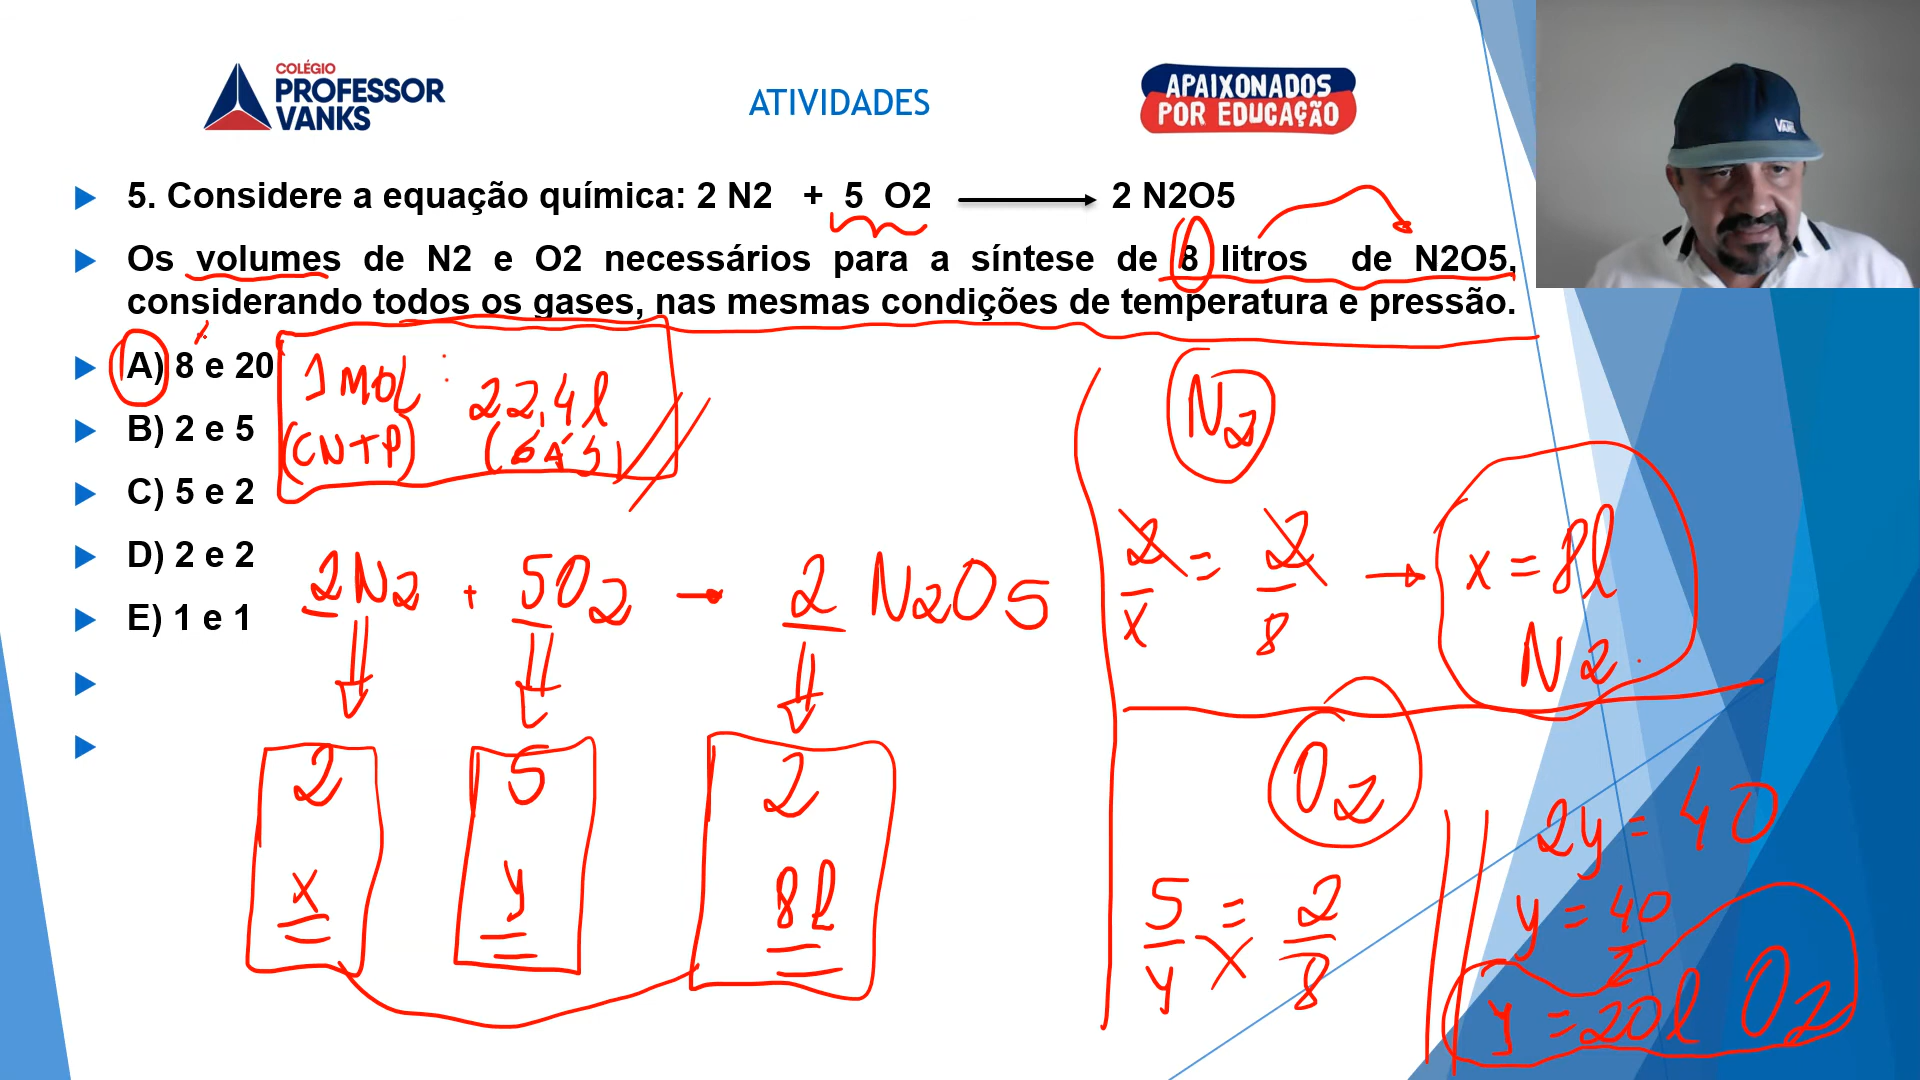 COLÉGIO
PROFESSOR
VANKS
ATIVIDADES
APAIXONADOS
POR EDUCAÇÃO
VANS
5. Considere a equação química: 2 N2 + 5 O2 ⟶ 2 N2O5
Os volumes de N2 e O2 necessários para a síntese de 8 litros de N2O5,
considerando todos os gases, nas mesmas condições de temperatura e pressão.
A) 8 e 20
B) 2 e 5
C) 5 e 2
D) 2 e 2
E) 1 e 1
1 MOL : 22,4 l
(CNTP) (GÁS)
2N2 + 5O2 → 2 N2O5
2 5 2
x y 8l
N2
2/x = 2/8 → x = 8l
N2
O2
5/y = 2/8
2y = 40
y = 40/2
y = 20l O2